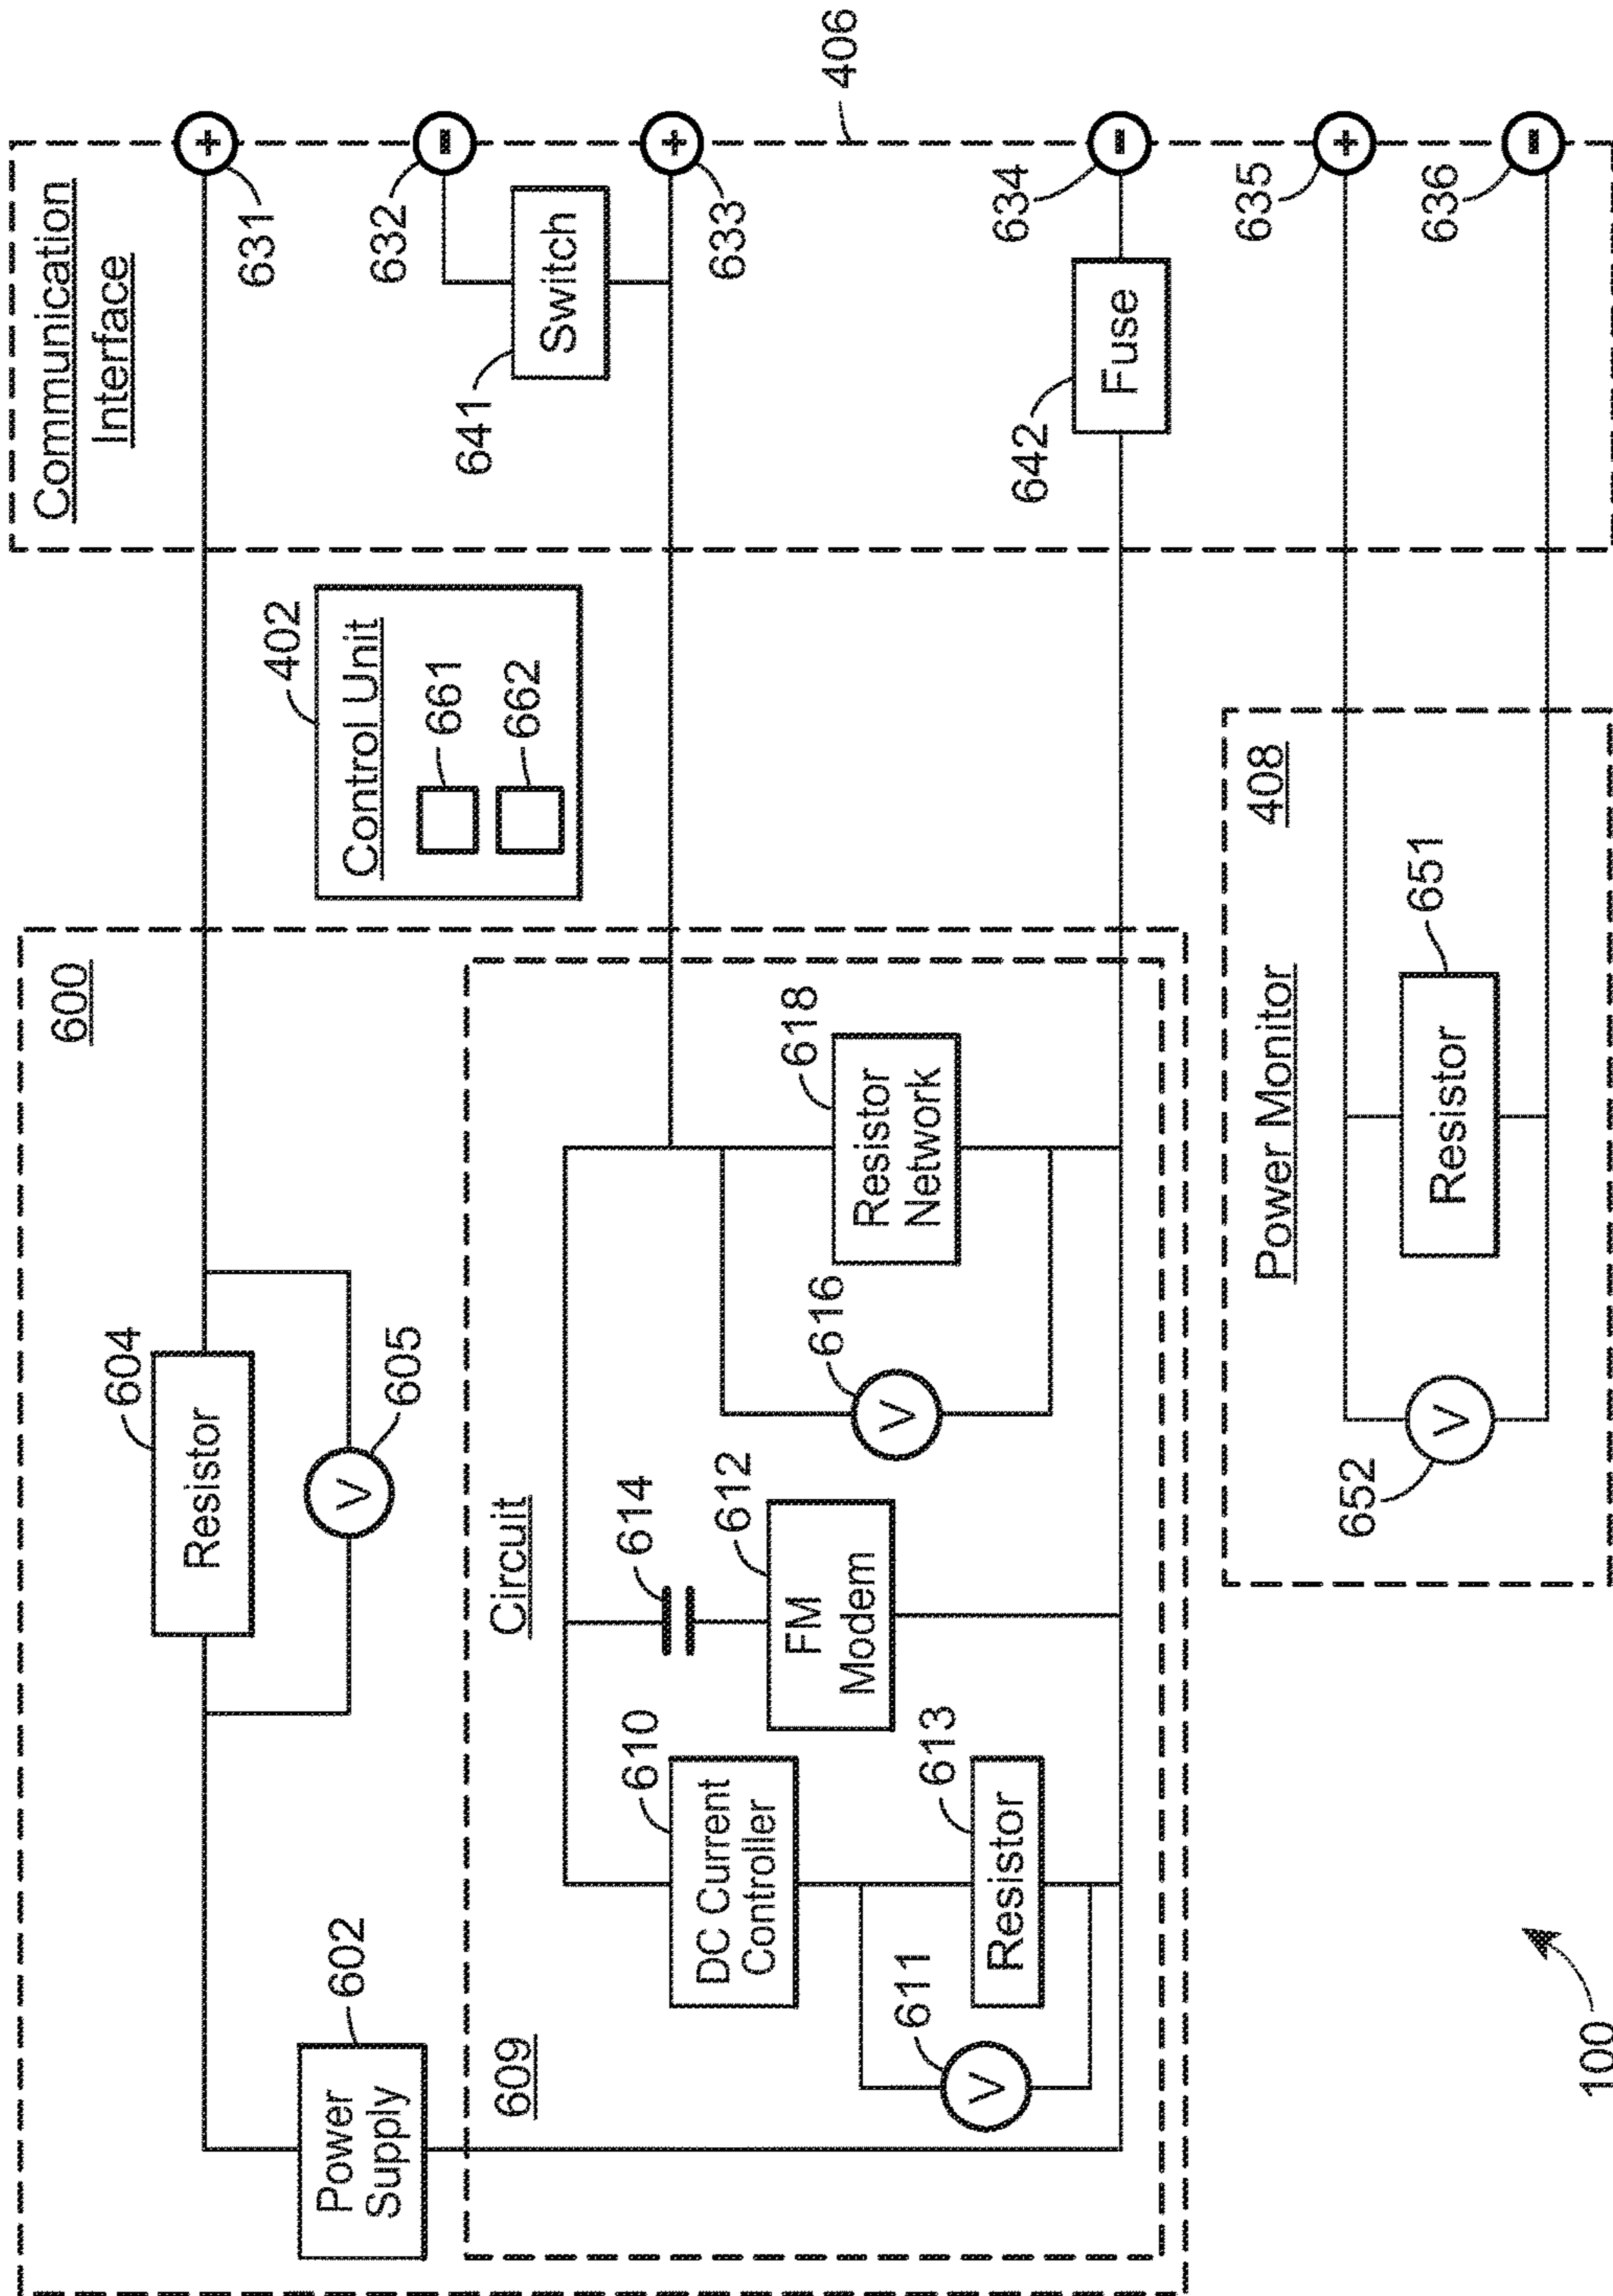 600
604
Resistor
V
605
Power
Supply
602
Circuit
609
DC Current
Controller
610
611
V
Resistor
613
614
FM
Modem
612
616
V
Resistor
Network
618
402
Control Unit
661
662
Communication
Interface
+
631
-
632
Switch
641
+
633
406
Fuse
642
-
634
+
635
-
636
Power Monitor
408
Resistor
651
V
652
100